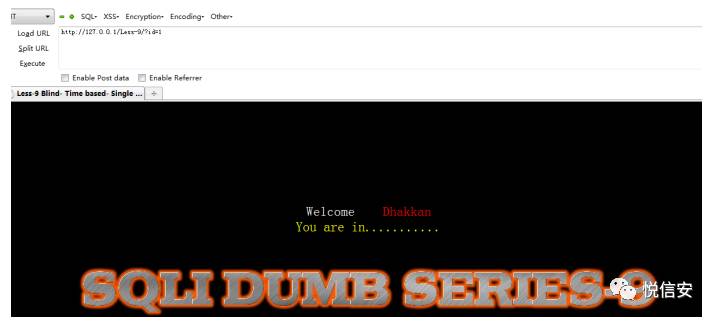 IT SQL- XSS- Encryption- Encoding- Other-
Load URL http://127.0.0.1/Less-9/?id=1
Split URL
Execute
Enable Post data Enable Referrer
Less-9 Blind- Time based- Single ...
Welcome Dhakkan
You are in...........
SQLI DUMB SERIES-9
悦信安